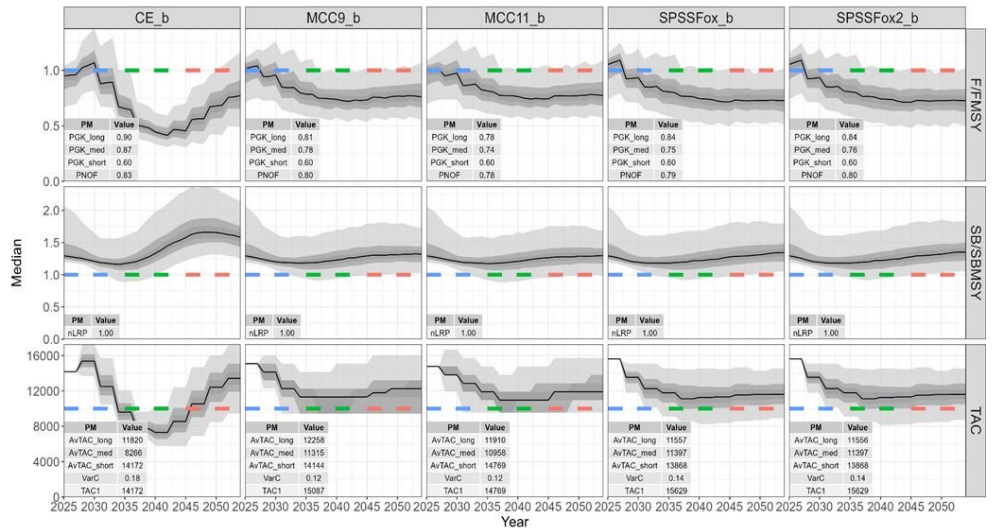 CE_b MCC9_b MCC11_b SPSSFox_b SPSSFox2_b
1.0
0.5
0.0
PM Value PM Value PM Value PM Value PM Value
PGK_long 0.90 PGK_long 0.81 PGK_long 0.78 PGK_long 0.84 PGK_long 0.84
PGK_med 0.87 PGK_med 0.78 PGK_med 0.74 PGK_med 0.75 PGK_med 0.76
PGK_short 0.60 PGK_short 0.60 PGK_short 0.60 PGK_short 0.60 PGK_short 0.60
PNOF 0.83 PNOF 0.80 PNOF 0.78 PNOF 0.79 PNOF 0.80
F/FMSY
Median
2.0
1.5
1.0
0.5
0.0
PM Value PM Value PM Value PM Value PM Value
nLRP 1.00 nLRP 1.00 nLRP 1.00 nLRP 1.00 nLRP 1.00
SB/SBMSY
16000
12000
8000
4000
0
PM Value PM Value PM Value PM Value PM Value
AvTAC_long 11820 AvTAC_long 12258 AvTAC_long 11910 AvTAC_long 11557 AvTAC_long 11556
AvTAC_med 8266 AvTAC_med 11315 AvTAC_med 10958 AvTAC_med 11397 AvTAC_med 11397
AvTAC_short 14172 AvTAC_short 14144 AvTAC_short 14769 AvTAC_short 13868 AvTAC_short 13868
VarC 0.18 VarC 0.12 VarC 0.12 VarC 0.14 VarC 0.14
TAC1 14172 TAC1 15087 TAC1 14769 TAC1 15629 TAC1 15629
TAC
2025 2030 2035 2040 2045 2050 2025 2030 2035 2040 2045 2050 2025 2030 2035 2040 2045 2050 2025 2030 2035 2040 2045 2050 2025 2030 2035 2040 2045 2050
Year